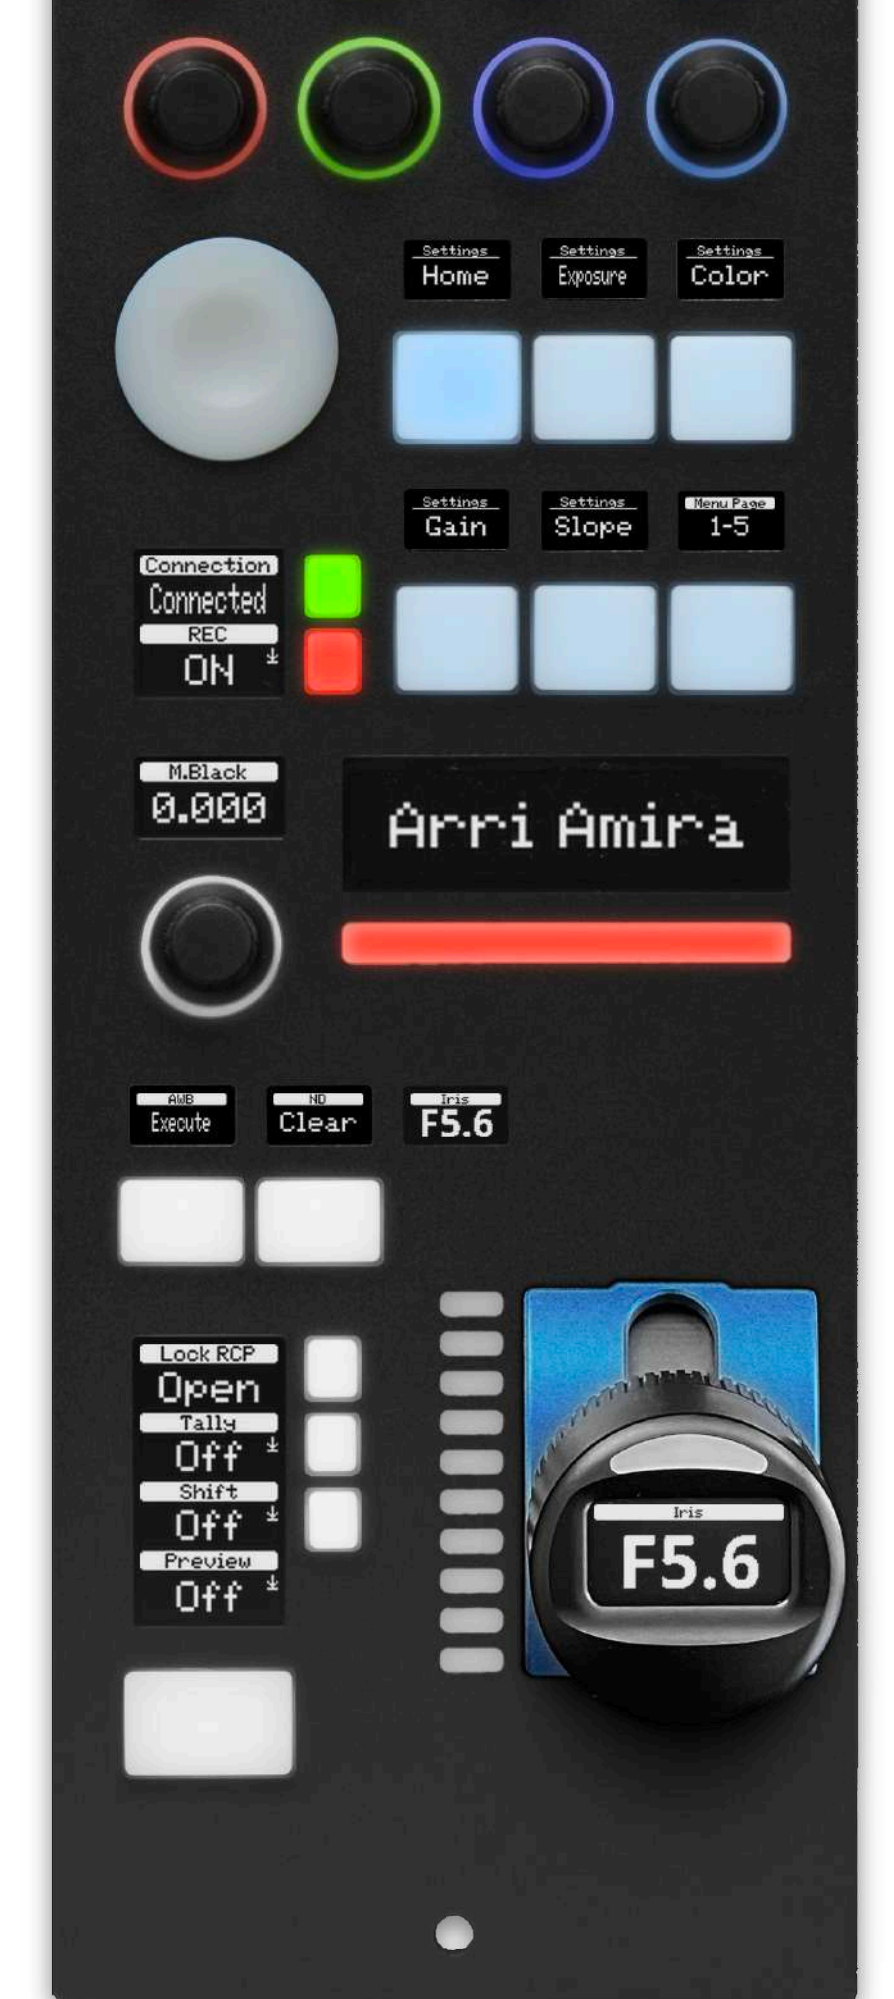 Settings
Home
Settings
Exposure
Settings
Color
Settings
Gain
Settings
Slope
Menu Page
1-5
Connection
Connected
REC
ON
M.Black
0.000
Arri Amira
AWB
Execute
ND
Clear
Iris
F5.6
Lock RCP
Open
Tally
Off
Shift
Off
Preview
Off
Iris
F5.6